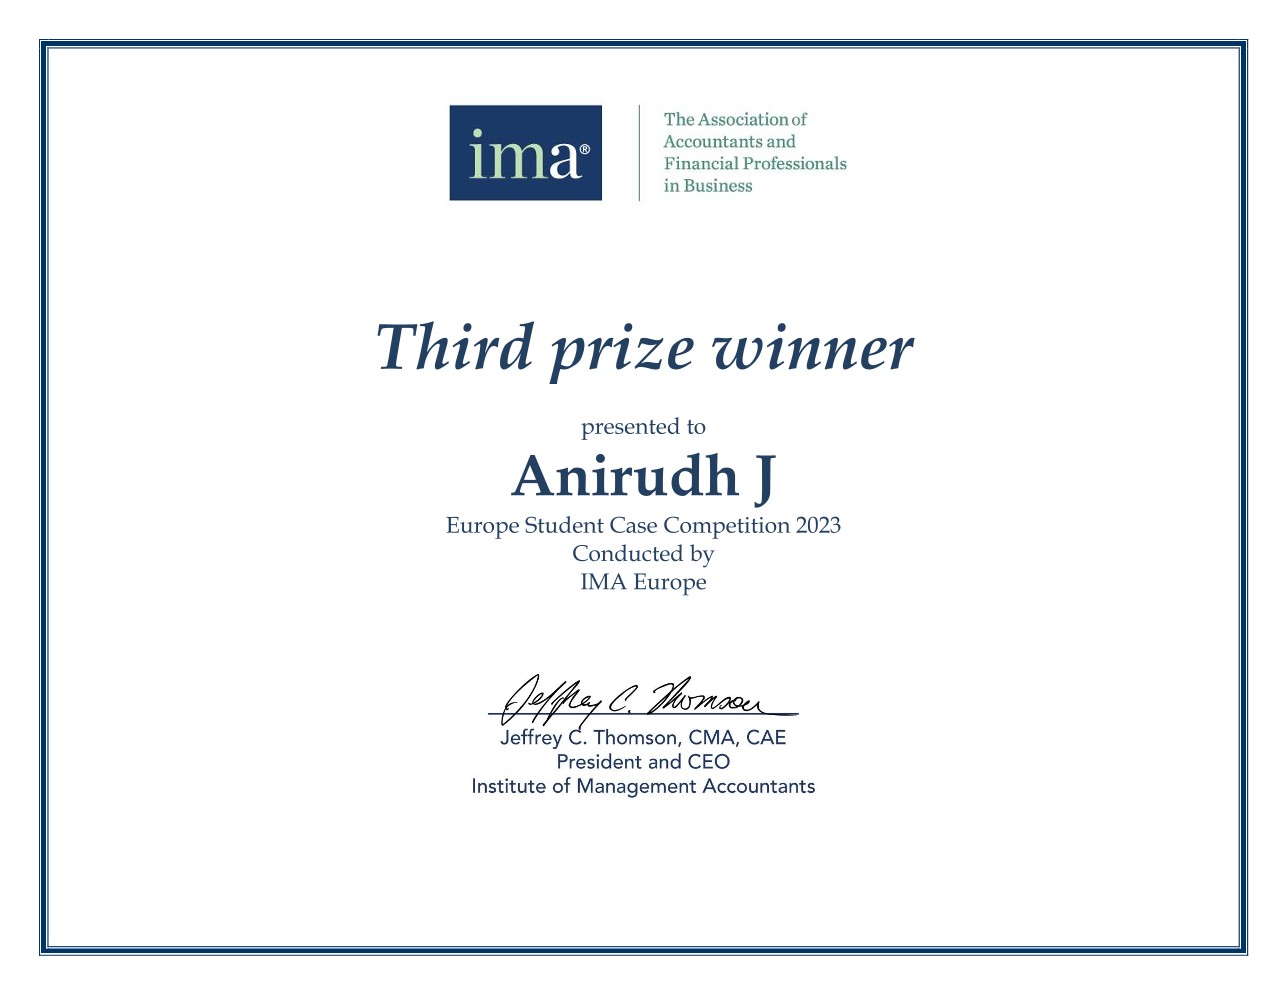 ima®
The Association of
Accountants and
Financial Professionals
in Business
Third prize winner
presented to
Anirudh J
Europe Student Case Competition 2023
Conducted by
IMA Europe
Jeffrey C. Thomson
Jeffrey C. Thomson, CMA, CAE
President and CEO
Institute of Management Accountants